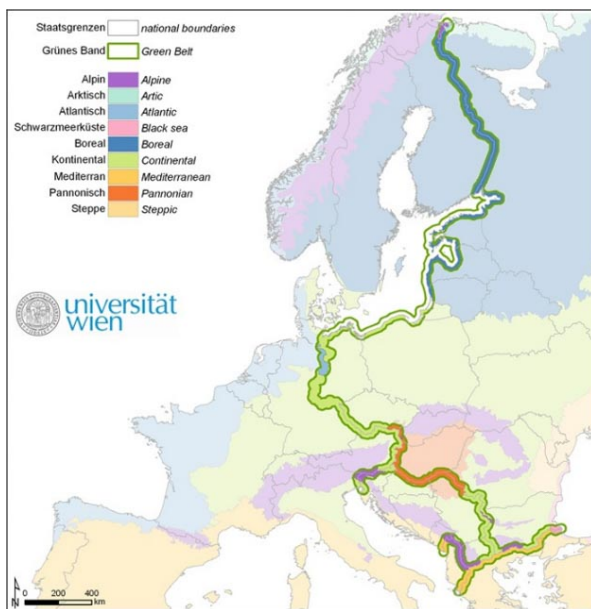 Staatsgrenzen national boundaries
Grünes Band Green Belt
Alpin Alpine
Arktisch Artic
Atlantisch Atlantic
Schwarzmeerküste Black sea
Boreal Boreal
Kontinental Continental
Mediterran Mediterranean
Pannonisch Pannonian
Steppe Steppic
universität
wien
N
0 200 400
km